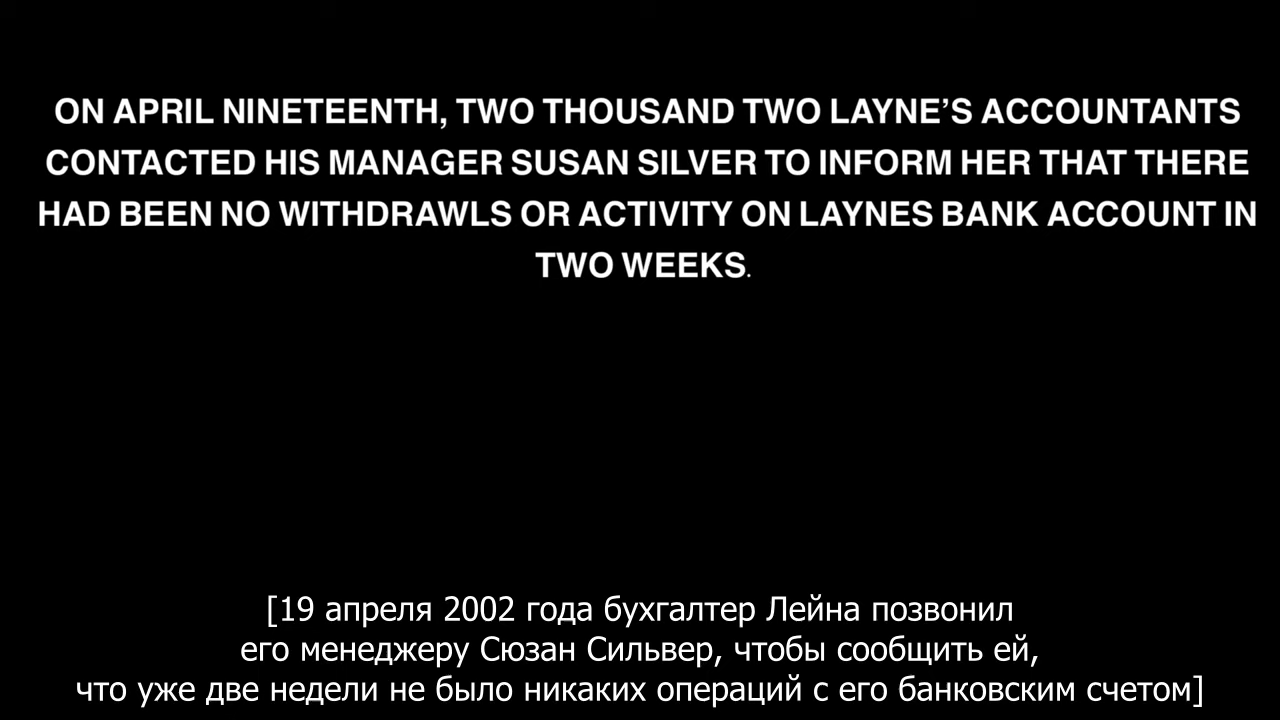 ON APRIL NINETEENTH, TWO THOUSAND TWO LAYNE’S ACCOUNTANTS
CONTACTED HIS MANAGER SUSAN SILVER TO INFORM HER THAT THERE
HAD BEEN NO WITHDRAWLS OR ACTIVITY ON LAYNES BANK ACCOUNT IN
TWO WEEKS.
[19 апреля 2002 года бухгалтер Лейна позвонил
его менеджеру Сюзан Сильвер, чтобы сообщить ей,
что уже две недели не было никаких операций с его банковским счетом]